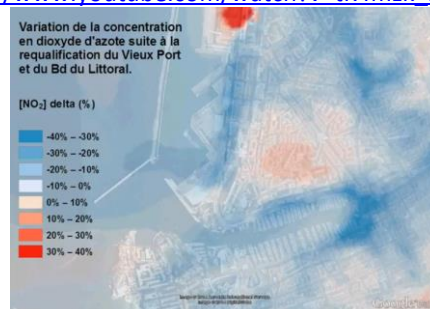 Variation de la concentration
en dioxyde d'azote suite à la
requalification du Vieux Port
et du Bd du Littoral.
[NO₂] delta (%)
-40% – -30%
-30% – -20%
-20% – -10%
-10% – 0%
0% – 10%
10% – 20%
20% – 30%
30% – 40%
Google